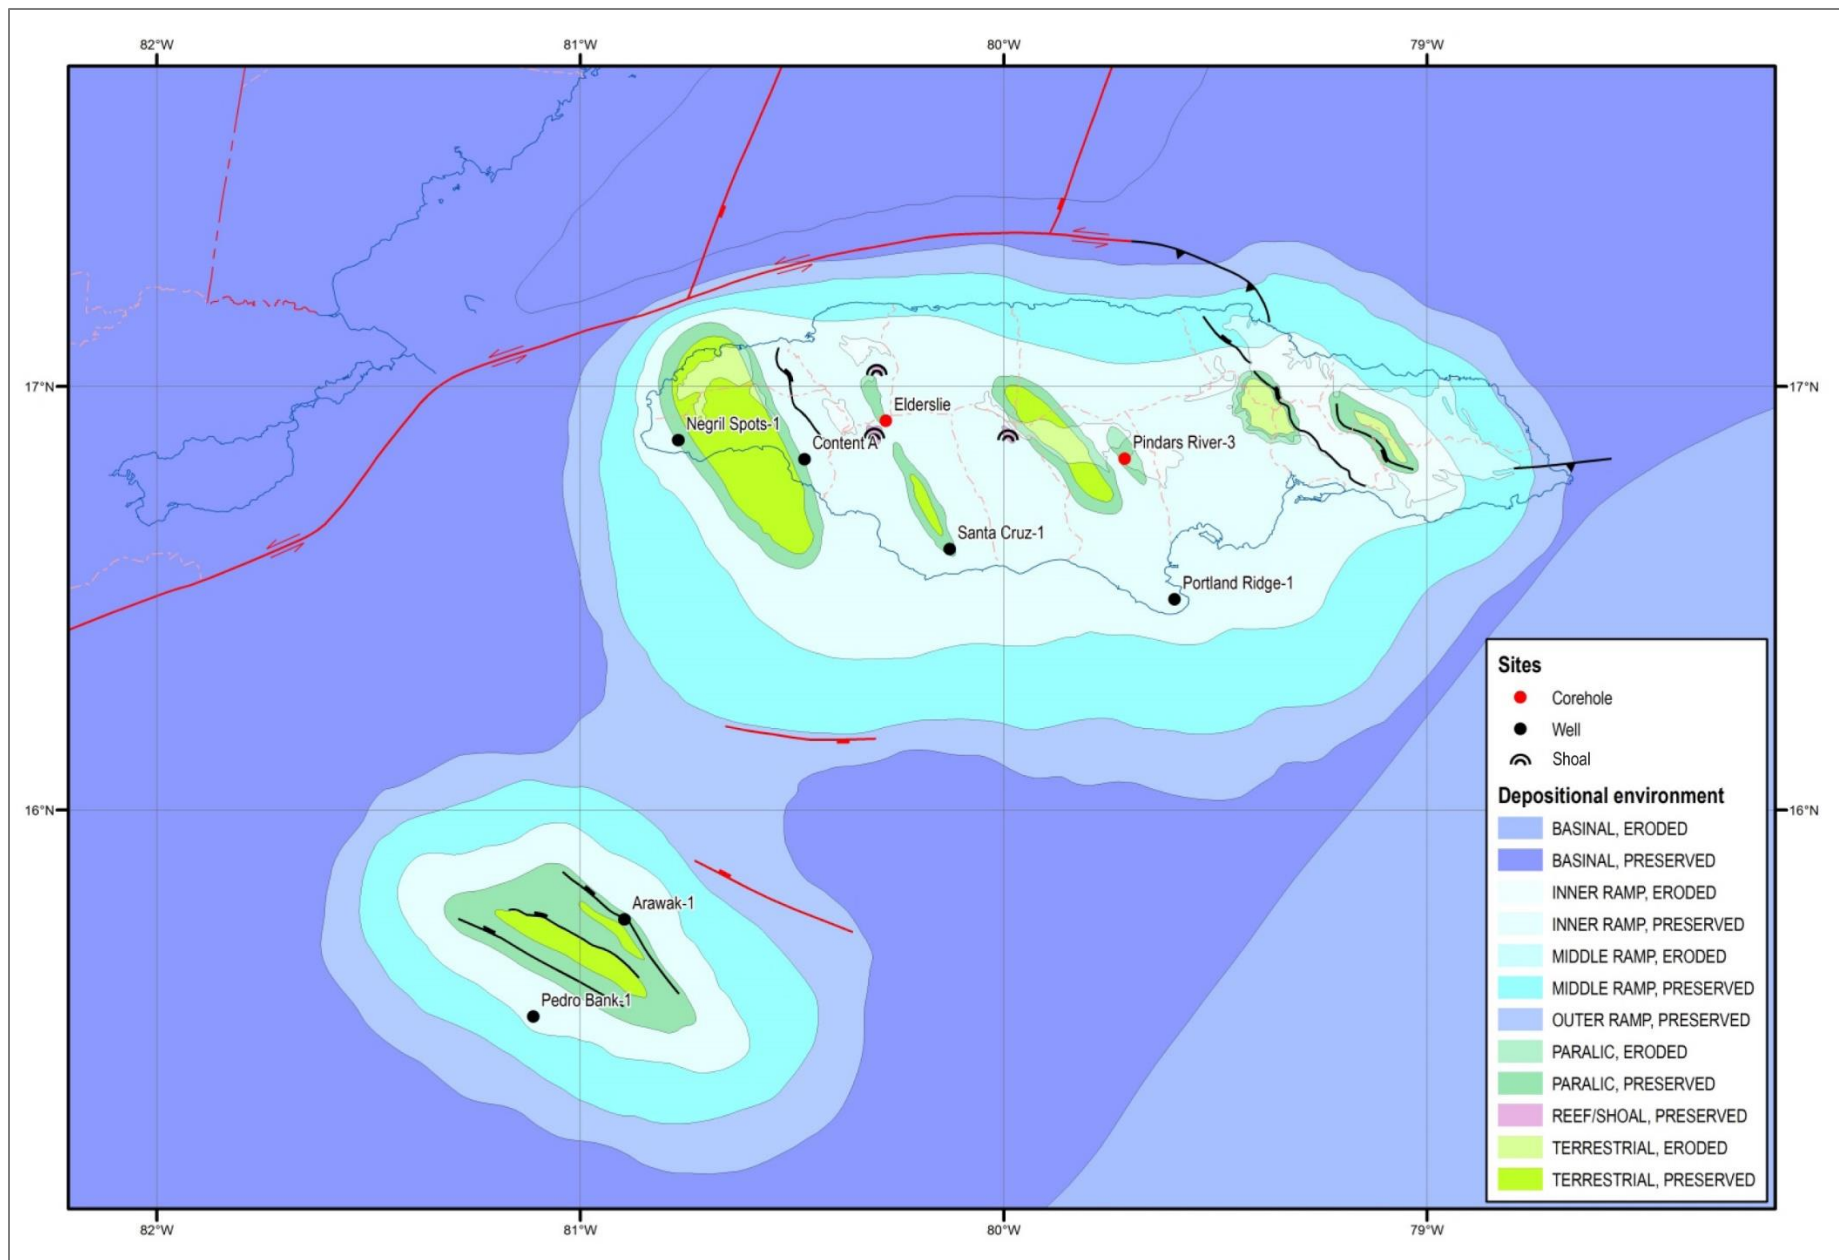 82°W 81°W 80°W 79°W
17°N 17°N
Elderslie
Negril Spots-1
Content A
Pindars River-3
Santa Cruz-1
Portland Ridge-1
16°N 16°N
Arawak-1
Pedro Bank-1
Sites
Corehole
Well
Shoal
Depositional environment
BASINAL, ERODED
BASINAL, PRESERVED
INNER RAMP, ERODED
INNER RAMP, PRESERVED
MIDDLE RAMP, ERODED
MIDDLE RAMP, PRESERVED
OUTER RAMP, PRESERVED
PARALIC, ERODED
PARALIC, PRESERVED
REEF/SHOAL, PRESERVED
TERRESTRIAL, ERODED
TERRESTRIAL, PRESERVED
82°W 81°W 80°W 79°W